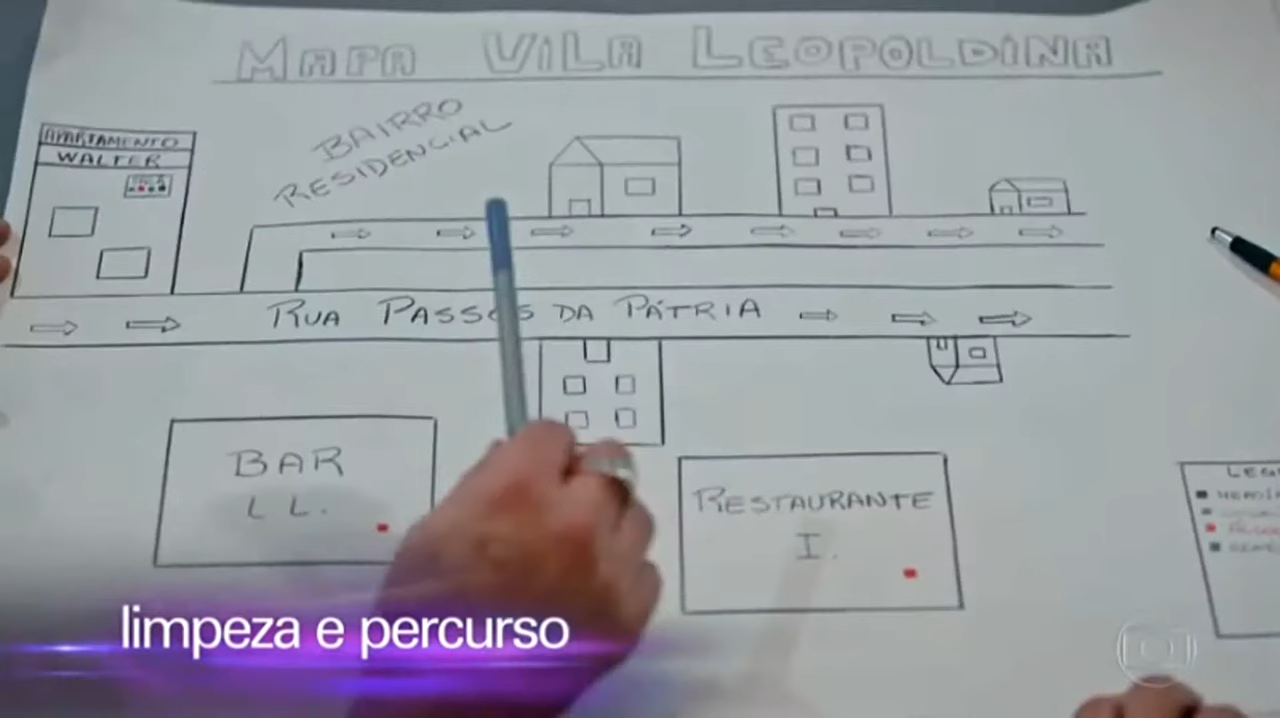 MAPA VILA LEOPOLDINA
APARTAMENTO
WALTER
BAIRRO
RESIDENCIAL
RUA PASSOS DA PÁTRIA
BAR
LL.
RESTAURANTE
I.
limpeza e percurso